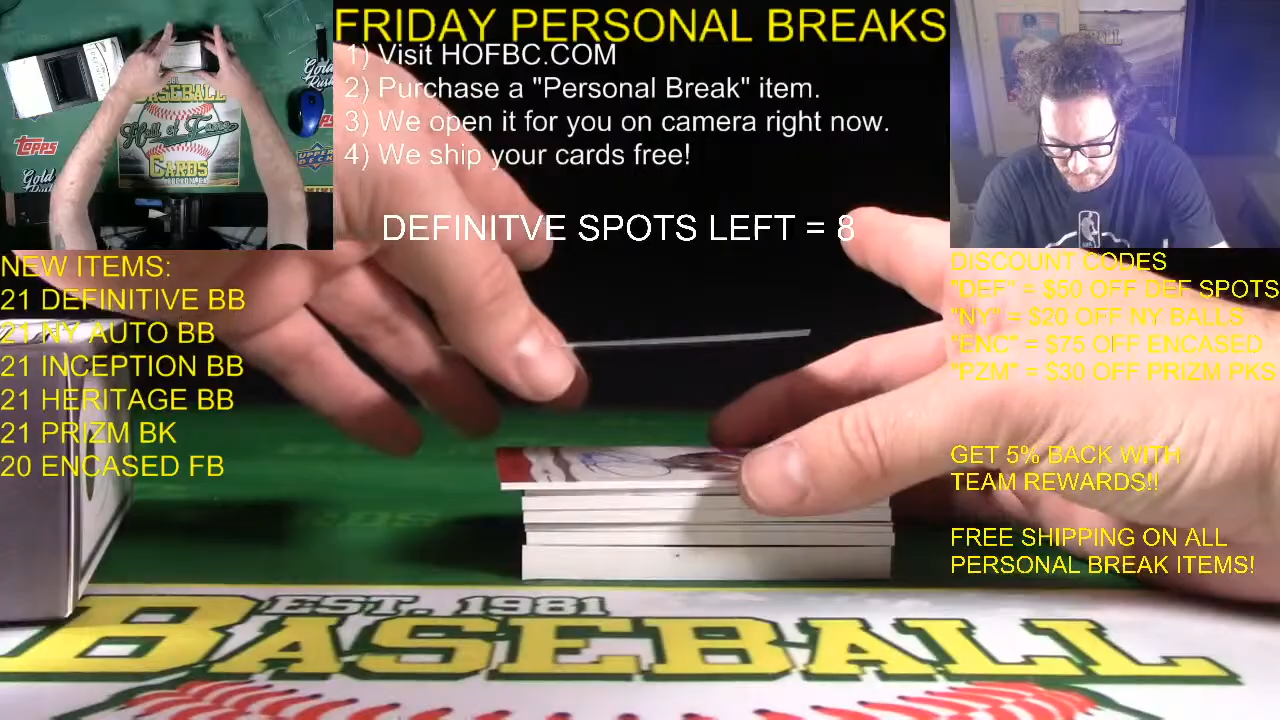 FRIDAY PERSONAL BREAKS
1) Visit HOFBC.COM
2) Purchase a "Personal Break" item.
3) We open it for you on camera right now.
4) We ship your cards free!
DEFINITVE SPOTS LEFT = 8
NEW ITEMS:
21 DEFINITIVE BB
21 NY AUTO BB
21 INCEPTION BB
21 HERITAGE BB
21 PRIZM BK
20 ENCASED FB
DISCOUNT CODES
"DEF" = $50 OFF DEF SPOTS
"NY" = $20 OFF NY BALLS
"ENC" = $75 OFF ENCASED
"PZM" = $30 OFF PRIZM PKS
GET 5% BACK WITH
TEAM REWARDS!!
FREE SHIPPING ON ALL
PERSONAL BREAK ITEMS!
BASEBALL
Hall of Fame
CARDS
TOPPS
Gold
Gold Rush
UPPER DECK
EST. 1981
BASEBALL